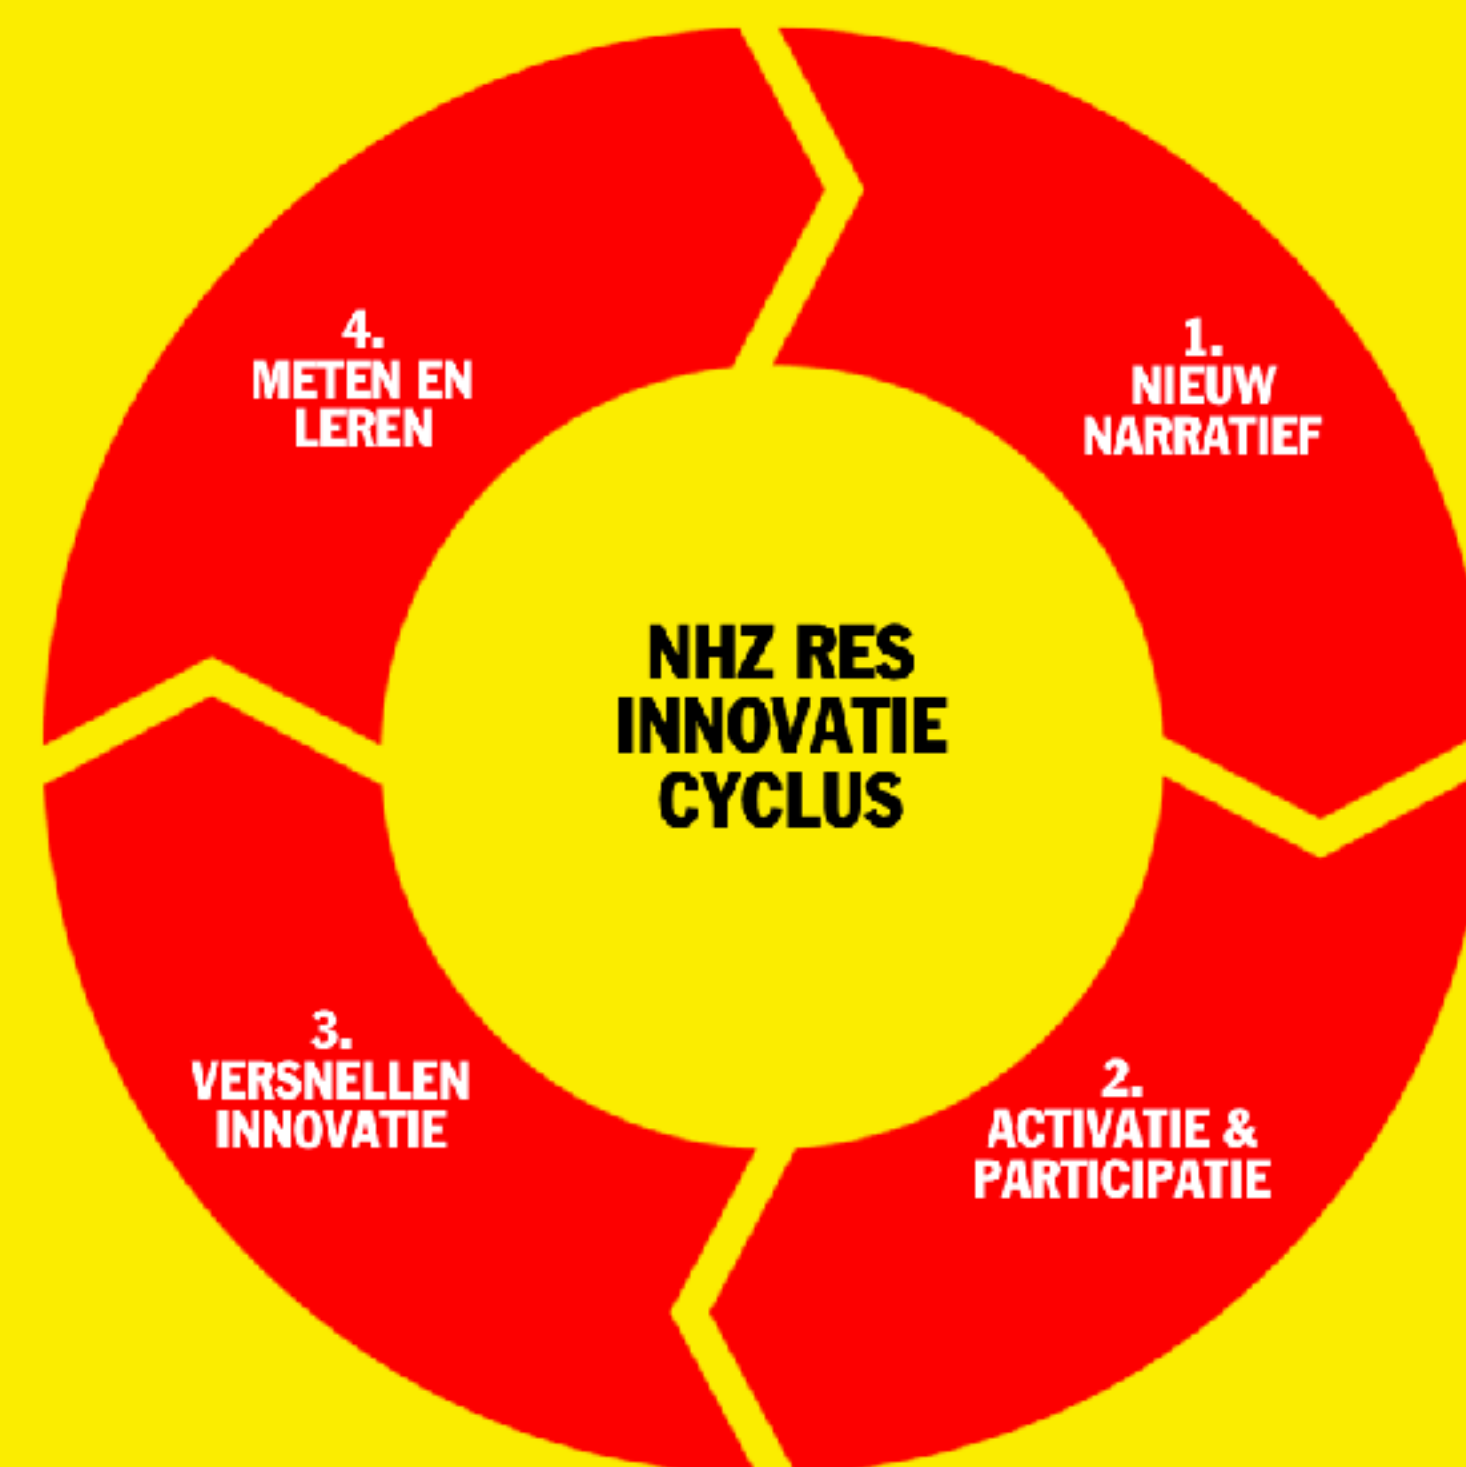 NHZ RES
INNOVATIE
CYCLUS
1.
NIEUW
NARRATIEF
2.
ACTIVATIE &
PARTICIPATIE
3.
VERSNELLEN
INNOVATIE
4.
METEN EN
LEREN